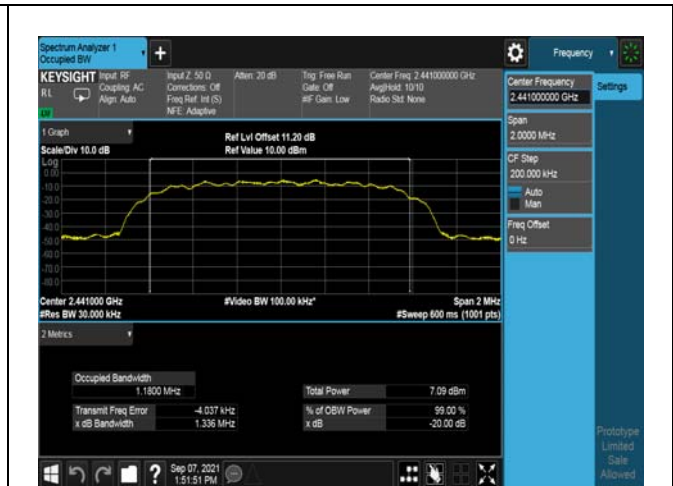 Spectrum Analyzer 1
Occupied BW
+
Frequency
KEYSIGHT
RL
LV
Input: RF
Coupling: AC
Align: Auto
Input Z: 50 Ω
Corrections: Off
Freq Ref: Int (S)
NFE: Adaptive
Atten: 20 dB
Trig: Free Run
Gate: Off
#IF Gain: Low
Center Freq: 2.441000000 GHz
Avg|Hold: 10/10
Radio Std: None
Center Frequency
2.441000000 GHz
Settings
Span
2.0000 MHz
CF Step
200.000 kHz
Auto
Man
Freq Offset
0 Hz
1 Graph
Scale/Div 10.0 dB
Ref Lvl Offset 11.20 dB
Ref Value 10.00 dBm
Log
0.00
-10.0
-20.0
-30.0
-40.0
-50.0
-60.0
-70.0
-80.0
Center 2.441000 GHz
#Res BW 30.000 kHz
#Video BW 100.00 kHz*
Span 2 MHz
#Sweep 600 ms (1001 pts)
2 Metrics
Occupied Bandwidth
1.1800 MHz
Total Power 7.09 dBm
Transmit Freq Error -4.037 kHz
% of OBW Power 99.00 %
x dB Bandwidth 1.336 MHz
x dB -20.00 dB
Prototype
Limited
Sale
Allowed
?
Sep 07, 2021
1:51:51 PM